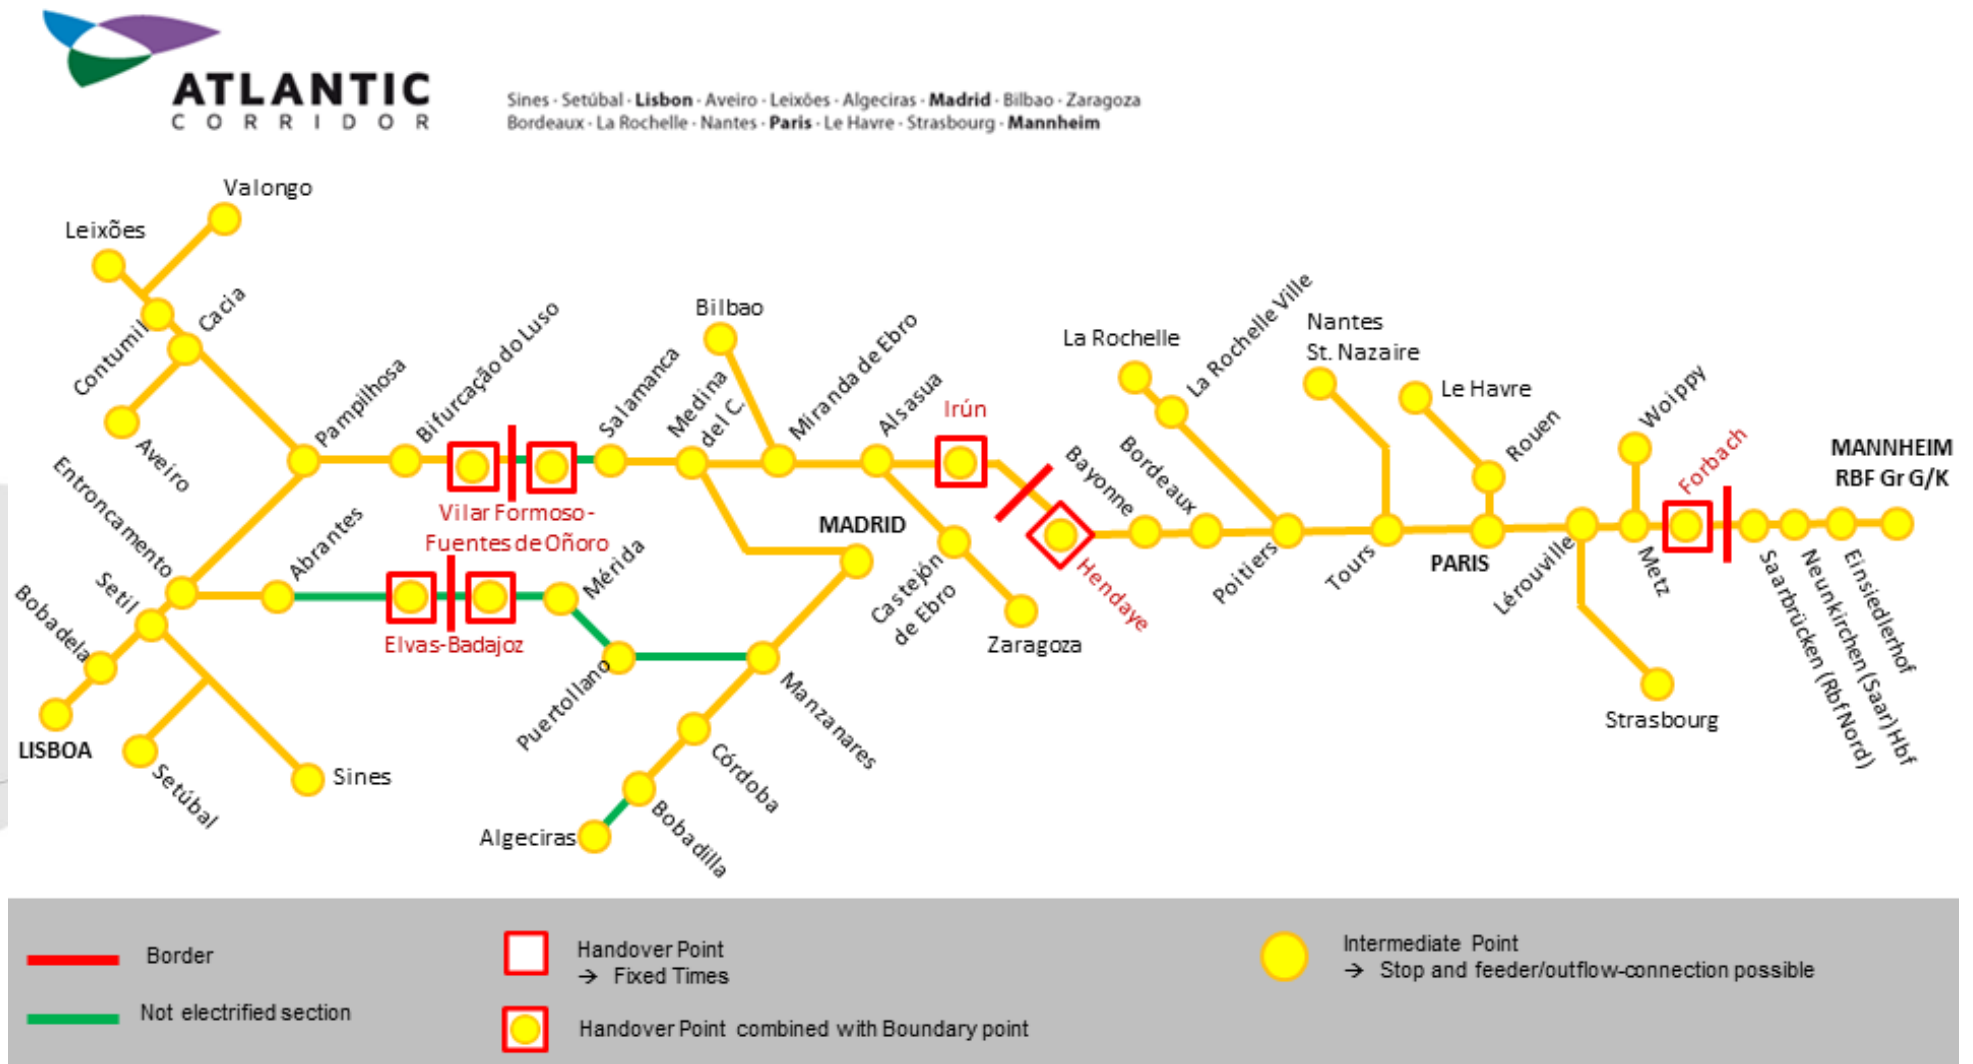 ATLANTIC
CORRIDOR
Sines · Setúbal · Lisbon · Aveiro · Leixões · Algeciras · Madrid · Bilbao · Zaragoza
Bordeaux · La Rochelle · Nantes · Paris · Le Havre · Strasbourg · Mannheim
Valongo
Leixões
Contumil
Cacia
Aveiro
Pampilhosa
Bifurcação do Luso
Vilar Formoso-
Fuentes de Oñoro
Salamanca
Medina
del C.
Bilbao
Miranda de Ebro
Alsasua
Irún
Hendaye
Bayonne
Bordeaux
La Rochelle
La Rochelle Ville
Poitiers
Nantes
St. Nazaire
Tours
Le Havre
Rouen
PARIS
Lérouville
Strasbourg
Woippy
Metz
Forbach
Saarbrücken (Rbf Nord)
Neunkirchen (Saar) Hbf
Einsiedlerhof
MANNHEIM
RBF Gr G/K
Entroncamento
Abrantes
Setil
Bobadela
LISBOA
Setúbal
Sines
Elvas-Badajoz
Mérida
Puertollano
MADRID
Manzanares
Córdoba
Bobadilla
Algeciras
Castejón
de Ebro
Zaragoza
Border
Not electrified section
Handover Point
→ Fixed Times
Handover Point combined with Boundary point
Intermediate Point
→ Stop and feeder/outflow-connection possible